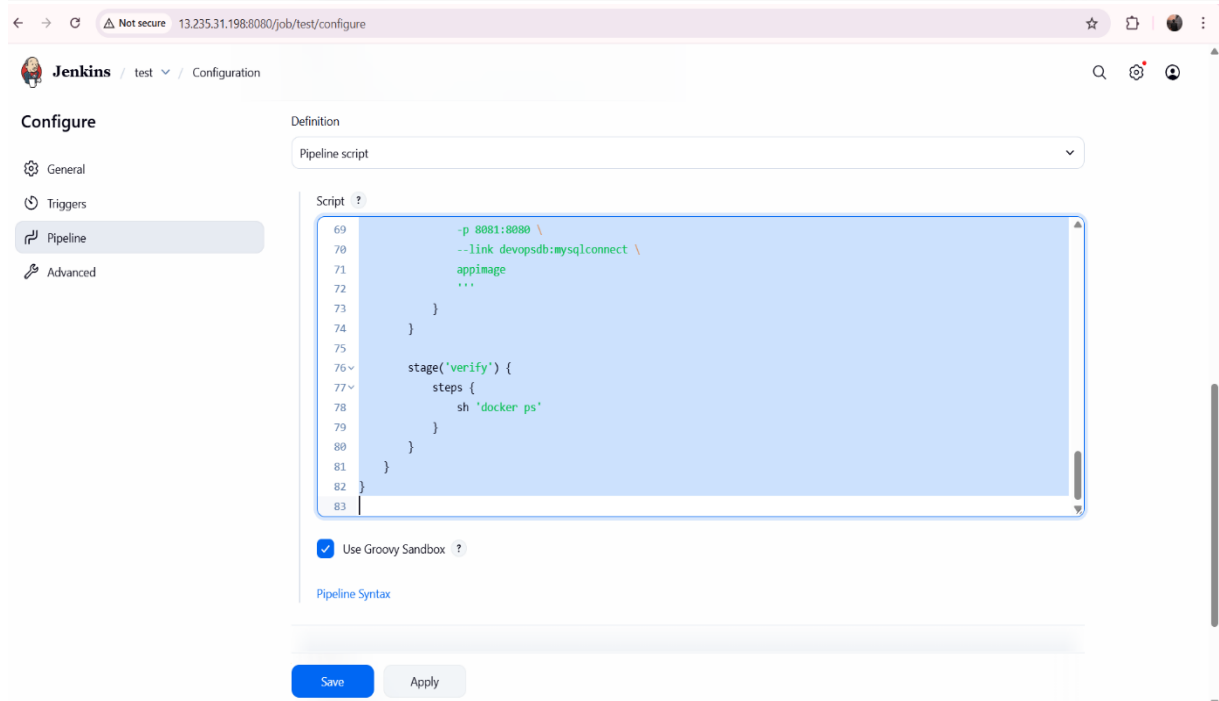 Not secure 13.235.31.198:8080/job/test/configure
Jenkins / test / Configuration
Configure
General
Triggers
Pipeline
Advanced
Definition
Pipeline script
Script ?
69 -p 8081:8080 \
70 --link devopsdb:mysqlconnect \
71 appimage
72 '''
73 }
74 }
75
76 stage('verify') {
77 steps {
78 sh 'docker ps'
79 }
80 }
81 }
82 }
83
Use Groovy Sandbox ?
Pipeline Syntax
Save Apply